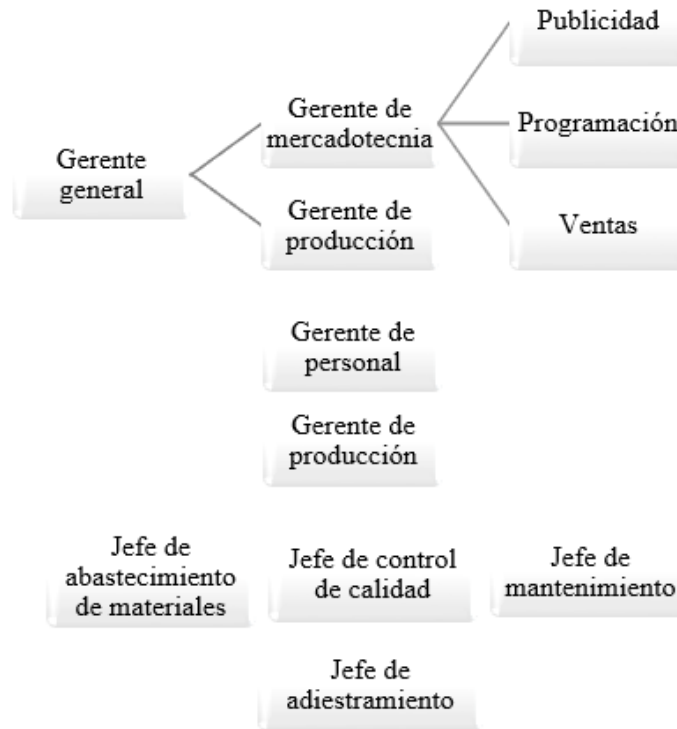 Publicidad
Gerente de
mercadotecnia
Programación
Gerente
general
Gerente de
producción
Ventas
Gerente de
personal
Gerente de
producción
Jefe de
abastecimiento
de materiales
Jefe de control
de calidad
Jefe de
mantenimiento
Jefe de
adiestramiento